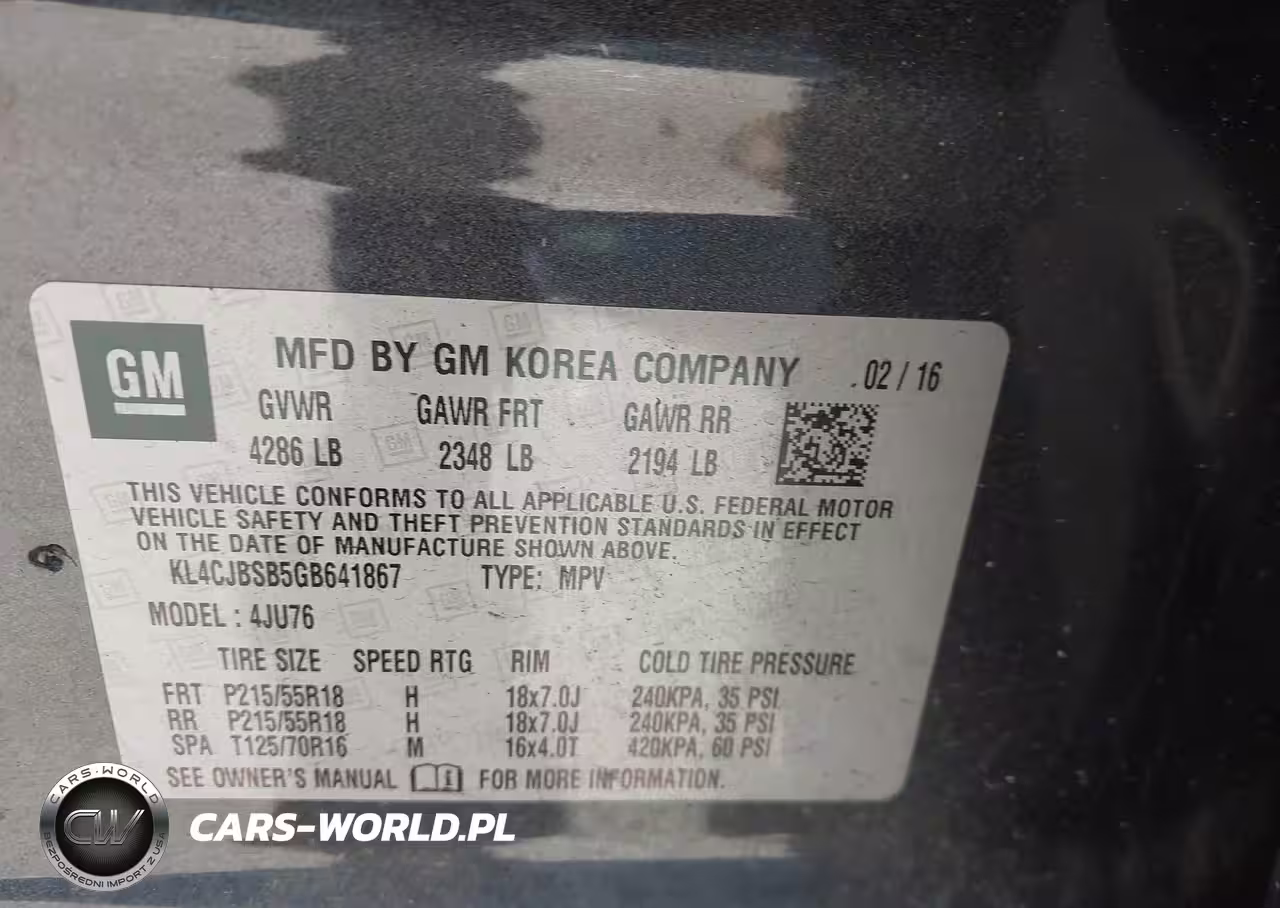 GM
MFD BY GM KOREA COMPANY 02/16
GVWR GAWR FRT GAWR RR
4286 LB 2348 LB 2194 LB
THIS VEHICLE CONFORMS TO ALL APPLICABLE U.S. FEDERAL MOTOR
VEHICLE SAFETY AND THEFT PREVENTION STANDARDS IN EFFECT
ON THE DATE OF MANUFACTURE SHOWN ABOVE.
KL4CJBSB5GB641867 TYPE: MPV
MODEL : 4JU76
TIRE SIZE SPEED RTG RIM COLD TIRE PRESSURE
FRT P215/55R18 H 18x7.0J 240KPA, 35 PSI
RR P215/55R18 H 18x7.0J 240KPA, 35 PSI
SPA T125/70R16 M 16x4.0T 420KPA, 60 PSI
SEE OWNER'S MANUAL FOR MORE INFORMATION.
CARS-WORLD
CW
BEZPOŚREDNI IMPORT Z USA
CARS-WORLD.PL